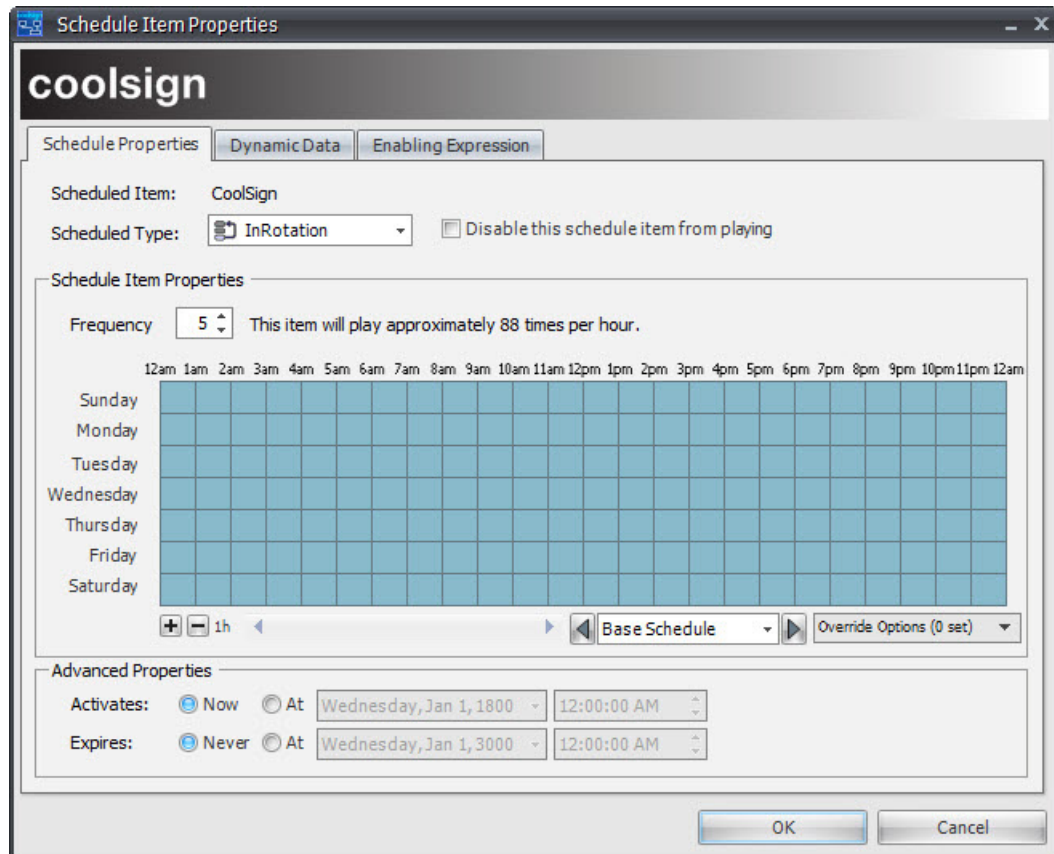 Schedule Item Properties
coolsign
Schedule Properties Dynamic Data Enabling Expression
Scheduled Item: CoolSign
Scheduled Type: InRotation Disable this schedule item from playing
Schedule Item Properties
Frequency 5 This item will play approximately 88 times per hour.
12am 1am 2am 3am 4am 5am 6am 7am 8am 9am 10am 11am 12pm 1pm 2pm 3pm 4pm 5pm 6pm 7pm 8pm 9pm 10pm 11pm 12am
Sunday
Monday
Tuesday
Wednesday
Thursday
Friday
Saturday
1h Base Schedule Override Options (0 set)
Advanced Properties
Activates: Now At Wednesday, Jan 1, 1800 12:00:00 AM
Expires: Never At Wednesday, Jan 1, 3000 12:00:00 AM
OK Cancel